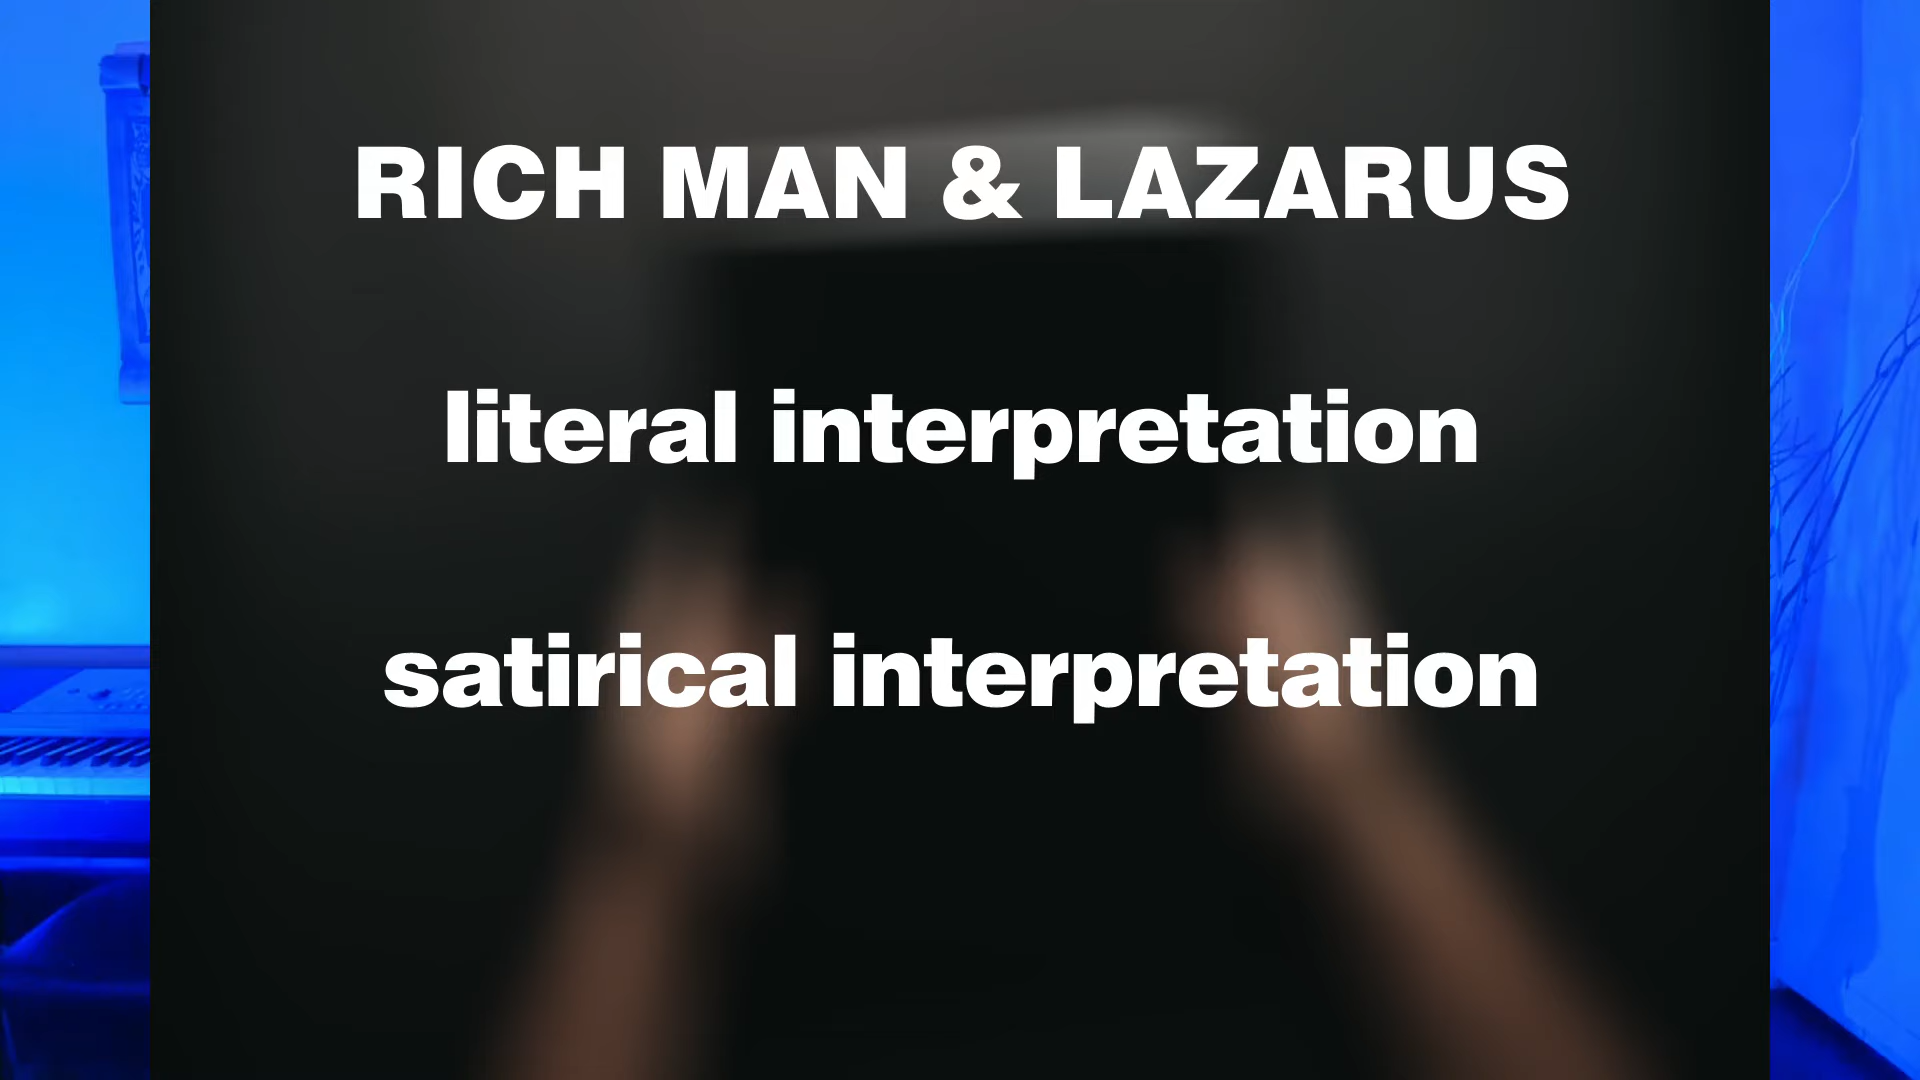 RICH MAN & LAZARUS
literal interpretation
satirical interpretation